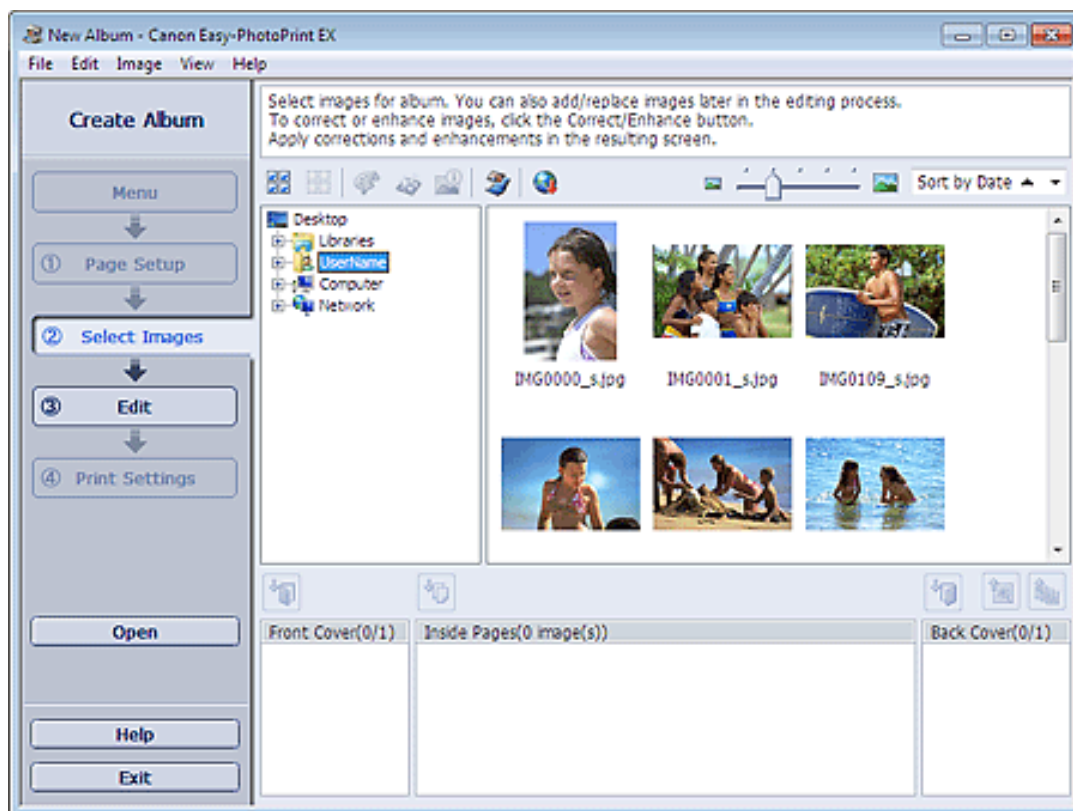 New Album - Canon Easy-PhotoPrint EX
File Edit Image View Help
Create Album
Select images for album. You can also add/replace images later in the editing process.
To correct or enhance images, click the Correct/Enhance button.
Apply corrections and enhancements in the resulting screen.
Menu
① Page Setup
② Select Images
③ Edit
④ Print Settings
Open
Help
Exit
Sort by Date
Desktop
Libraries
UserName
Computer
Network
IMG0000_s.jpg
IMG0001_s.jpg
IMG0109_s.jpg
Front Cover(0/1)
Inside Pages(0 image(s))
Back Cover(0/1)